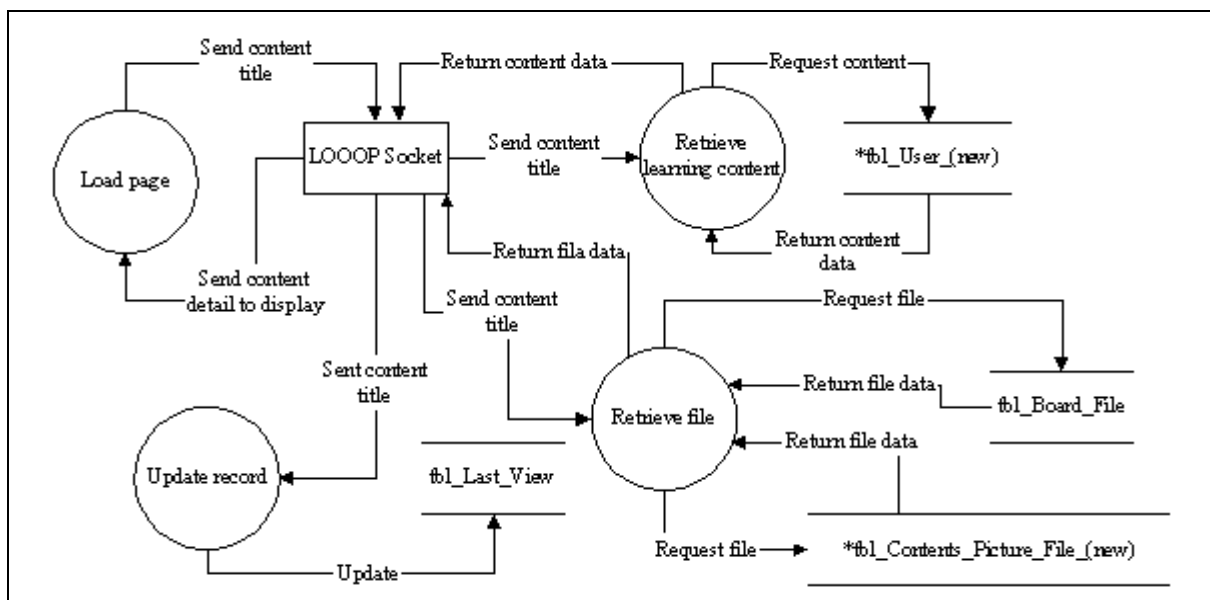 Send content
title
Return content data
Request content
Load page
LOOOP Socket
Send content
title
Retrieve
learning content
*tbl_User_(new)
Send content
detail to display
Return fila data
Return content
data
Send content
title
Request file
Sent content
title
Return file data
tbl_Board_File
Retrieve file
Return file data
Update record
tbl_Last_View
Request file
*tbl_Contents_Picture_File_(new)
Update